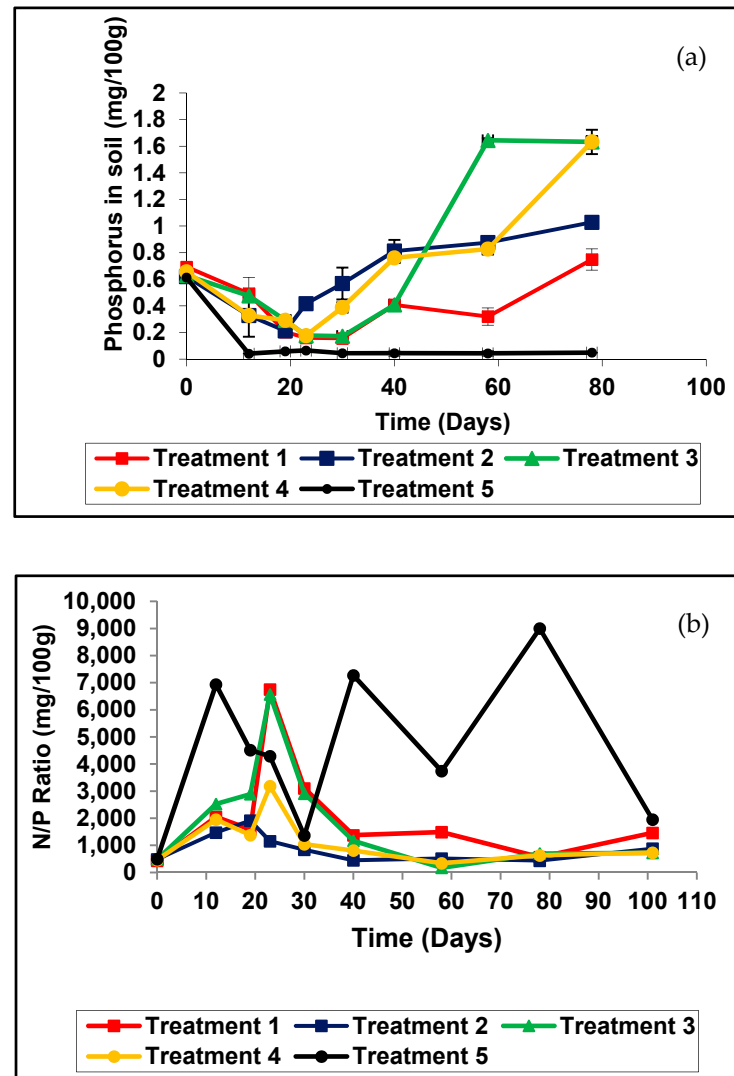 (a)
Phosphorus in soil (mg/100g)
2
1.8
1.6
1.4
1.2
1
0.8
0.6
0.4
0.2
0
0 20 40 60 80 100
Time (Days)
Treatment 1 Treatment 2 Treatment 3
Treatment 4 Treatment 5
(b)
N/P Ratio (mg/100g)
10,000
9,000
8,000
7,000
6,000
5,000
4,000
3,000
2,000
1,000
0
0 10 20 30 40 50 60 70 80 90 100 110
Time (Days)
Treatment 1 Treatment 2 Treatment 3
Treatment 4 Treatment 5